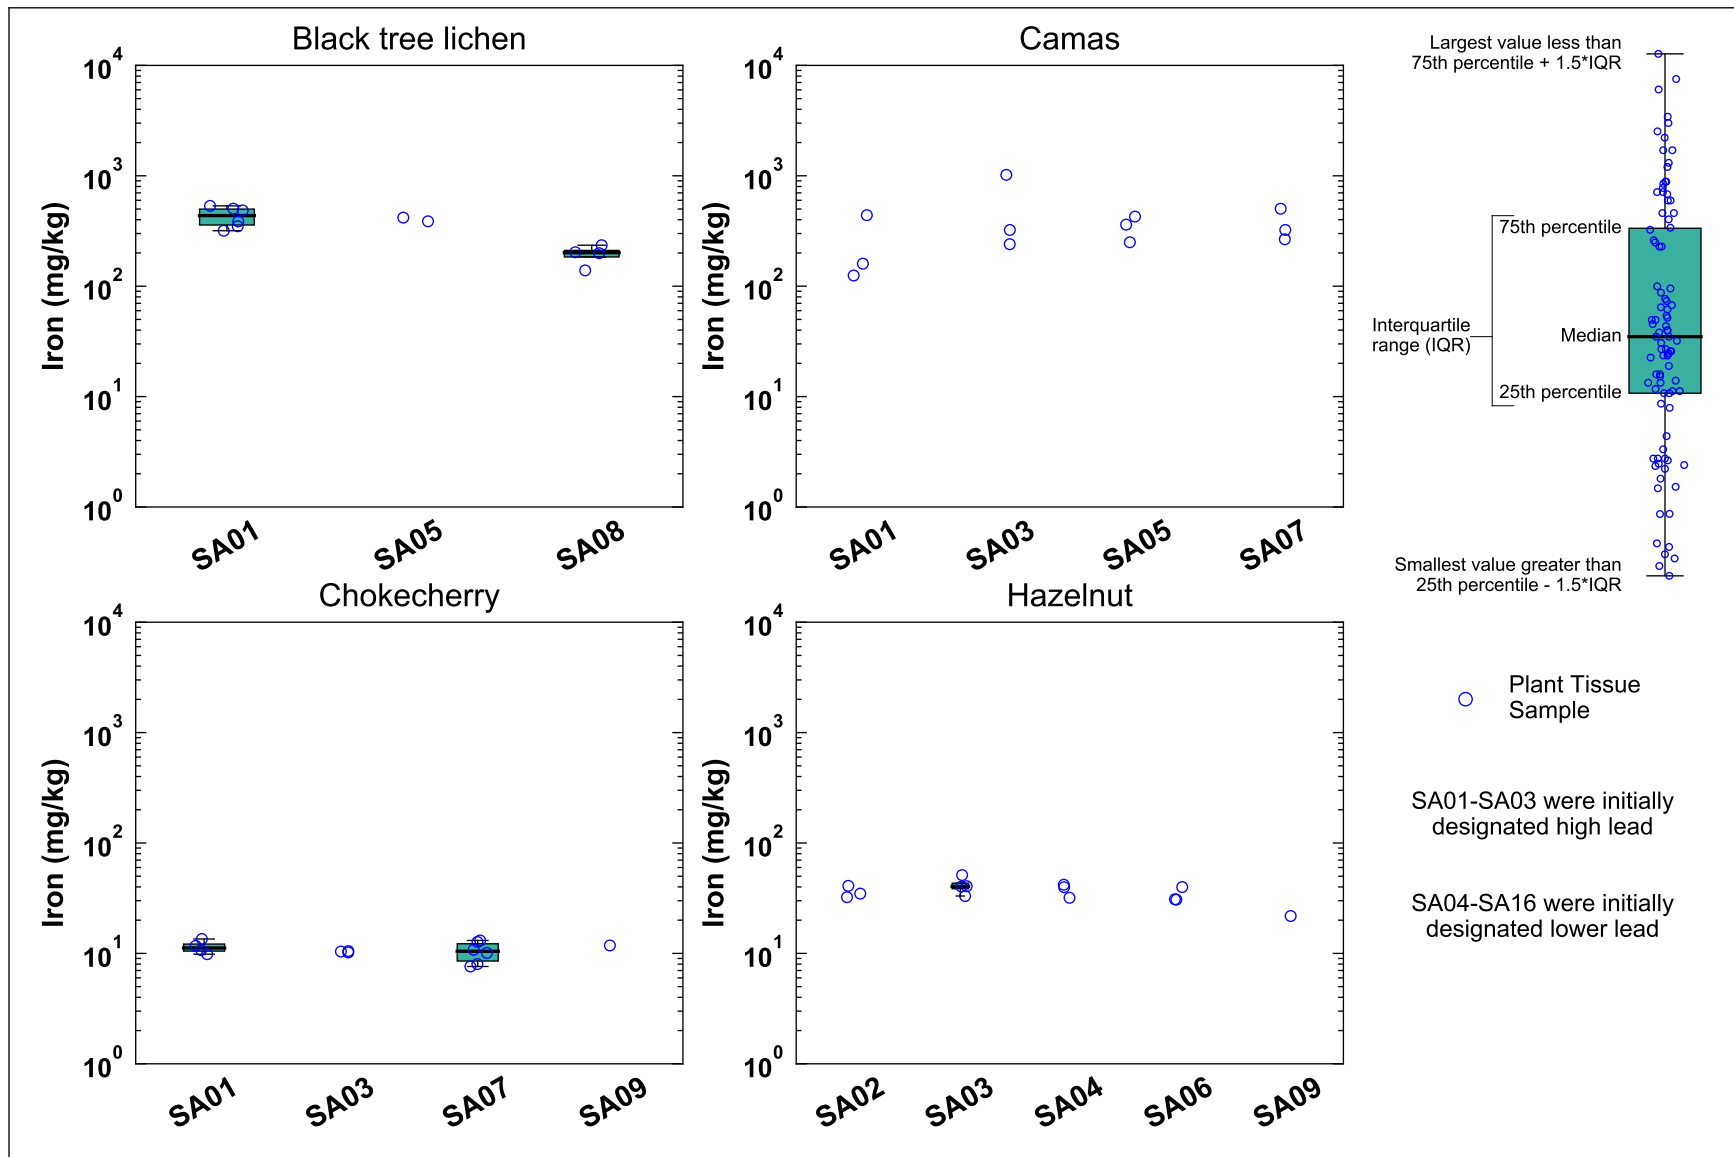 Black tree lichen
10^4
10^3
10^2
10^1
10^0
Iron (mg/kg)
SA01
SA05
SA08
Camas
10^4
10^3
10^2
10^1
10^0
Iron (mg/kg)
SA01
SA03
SA05
SA07
Chokecherry
10^4
10^3
10^2
10^1
10^0
Iron (mg/kg)
SA01
SA03
SA07
SA09
Hazelnut
10^4
10^3
10^2
10^1
10^0
Iron (mg/kg)
SA02
SA03
SA04
SA06
SA09
Largest value less than
75th percentile + 1.5*IQR
75th percentile
Interquartile
range (IQR)
Median
25th percentile
Smallest value greater than
25th percentile - 1.5*IQR
Plant Tissue
Sample
SA01-SA03 were initially
designated high lead
SA04-SA16 were initially
designated lower lead